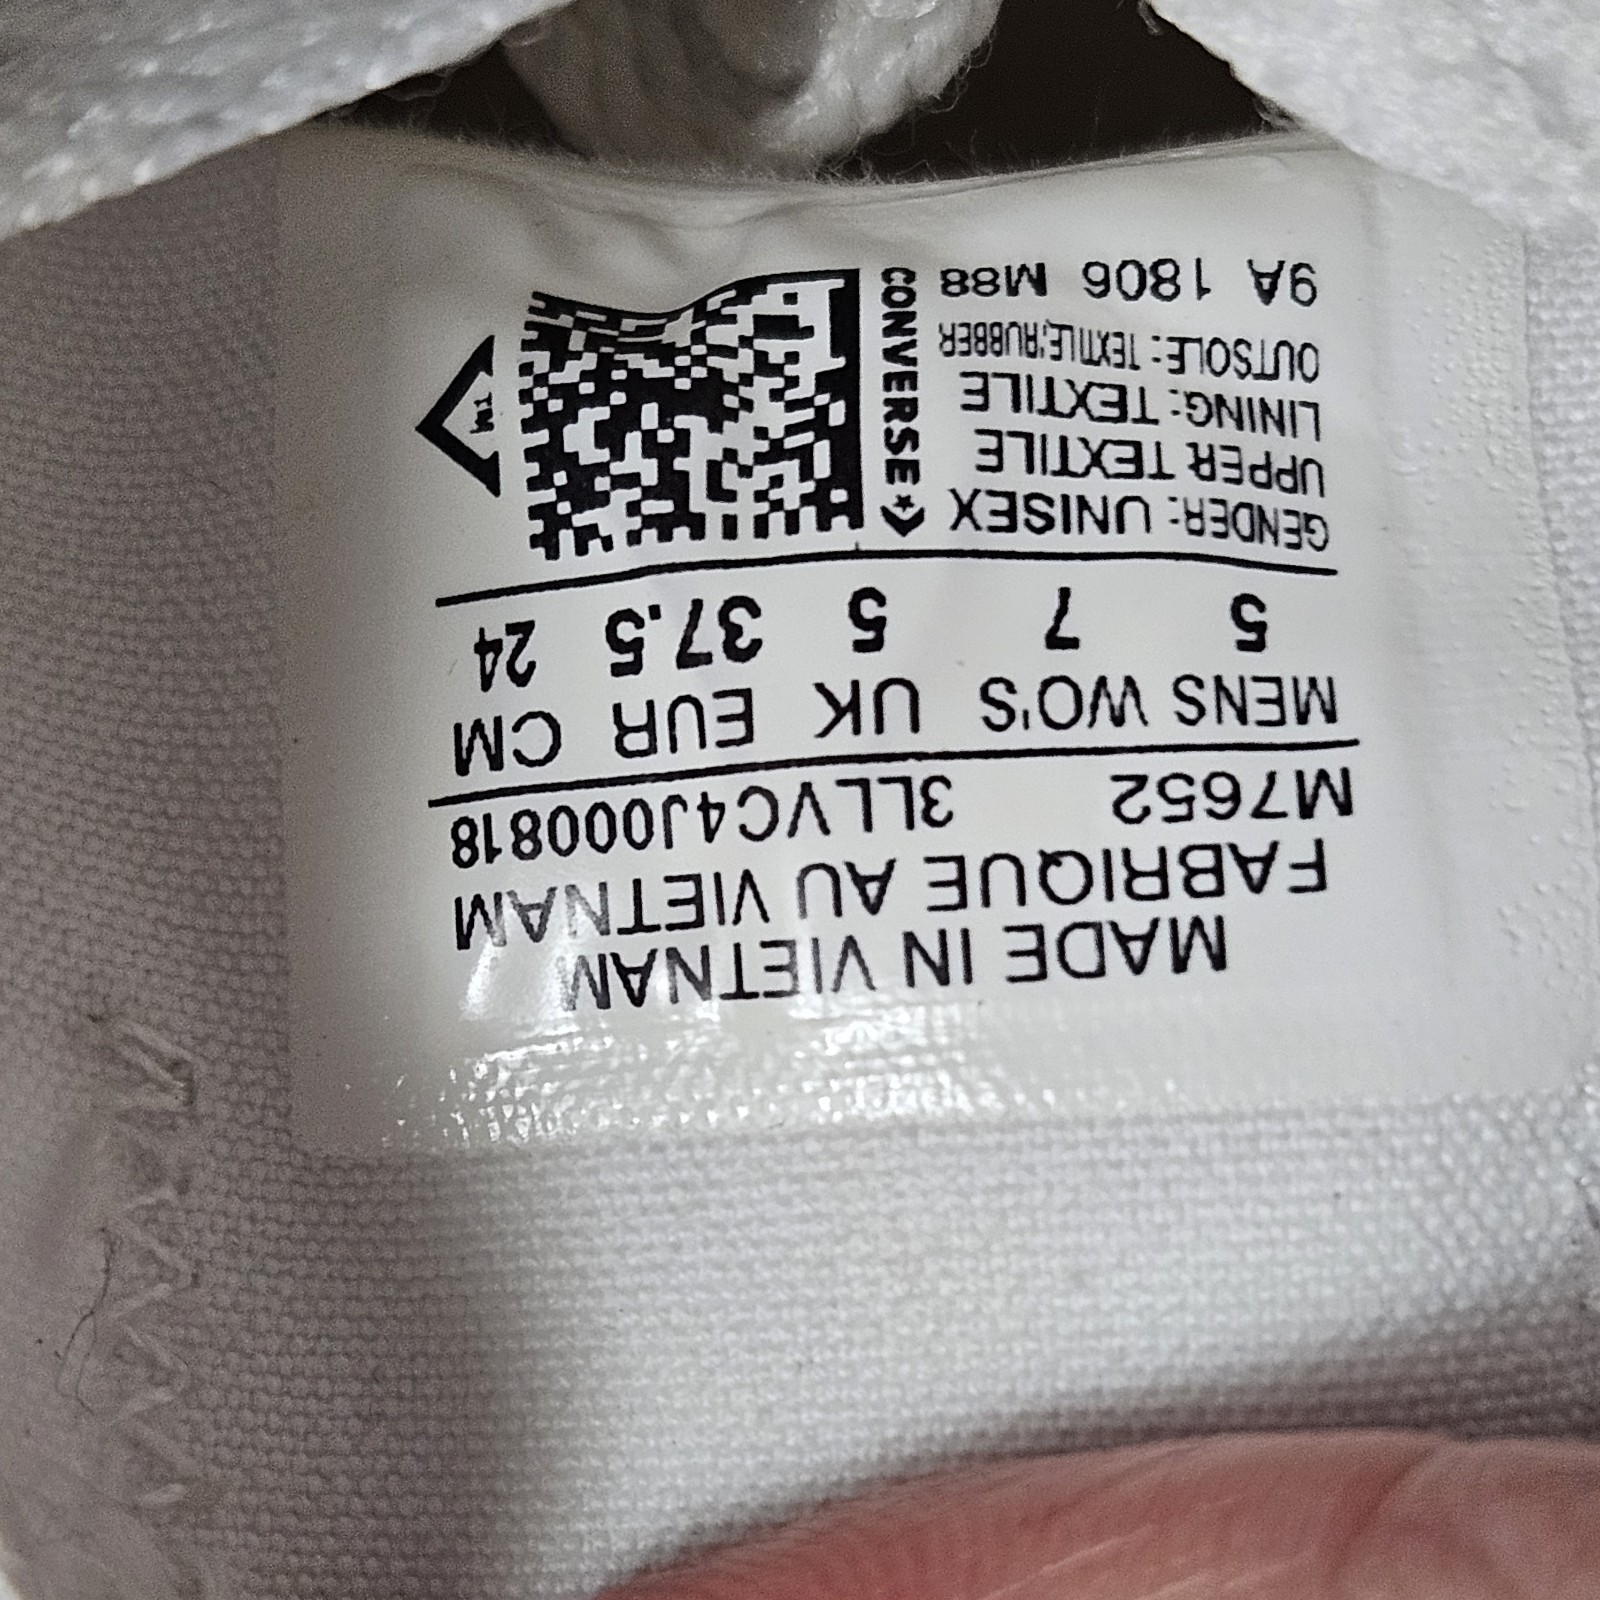 MADE IN VIETNAM
FABRIQUE AU VIETNAM
M7652 3LLVC4J000818
MENS WO'S UK EUR CM
5 7 5 37.5 24
GENDER: UNISEX
UPPER TEXTILE
LINING: TEXTILE
OUTSOLE: TEXTILE;RUBBER
9A 1806 M88
CONVERSE
TM